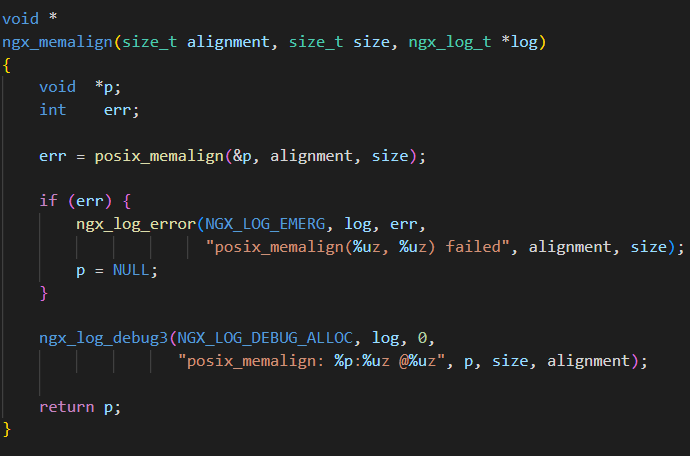 void *
ngx_memalign(size_t alignment, size_t size, ngx_log_t *log)
{
    void  *p;
    int    err;

    err = posix_memalign(&p, alignment, size);

    if (err) {
        ngx_log_error(NGX_LOG_EMERG, log, err,
                      "posix_memalign(%uz, %uz) failed", alignment, size);
        p = NULL;
    }

    ngx_log_debug3(NGX_LOG_DEBUG_ALLOC, log, 0,
                   "posix_memalign: %p:%uz @%uz", p, size, alignment);

    return p;
}